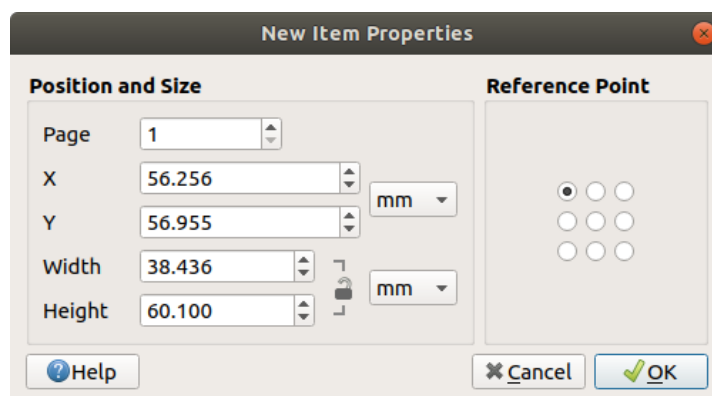 New Item Properties
Position and Size
Reference Point
Page 1
X 56.256
mm
Y 56.955
Width 38.436
mm
Height 60.100
Help
Cancel
OK